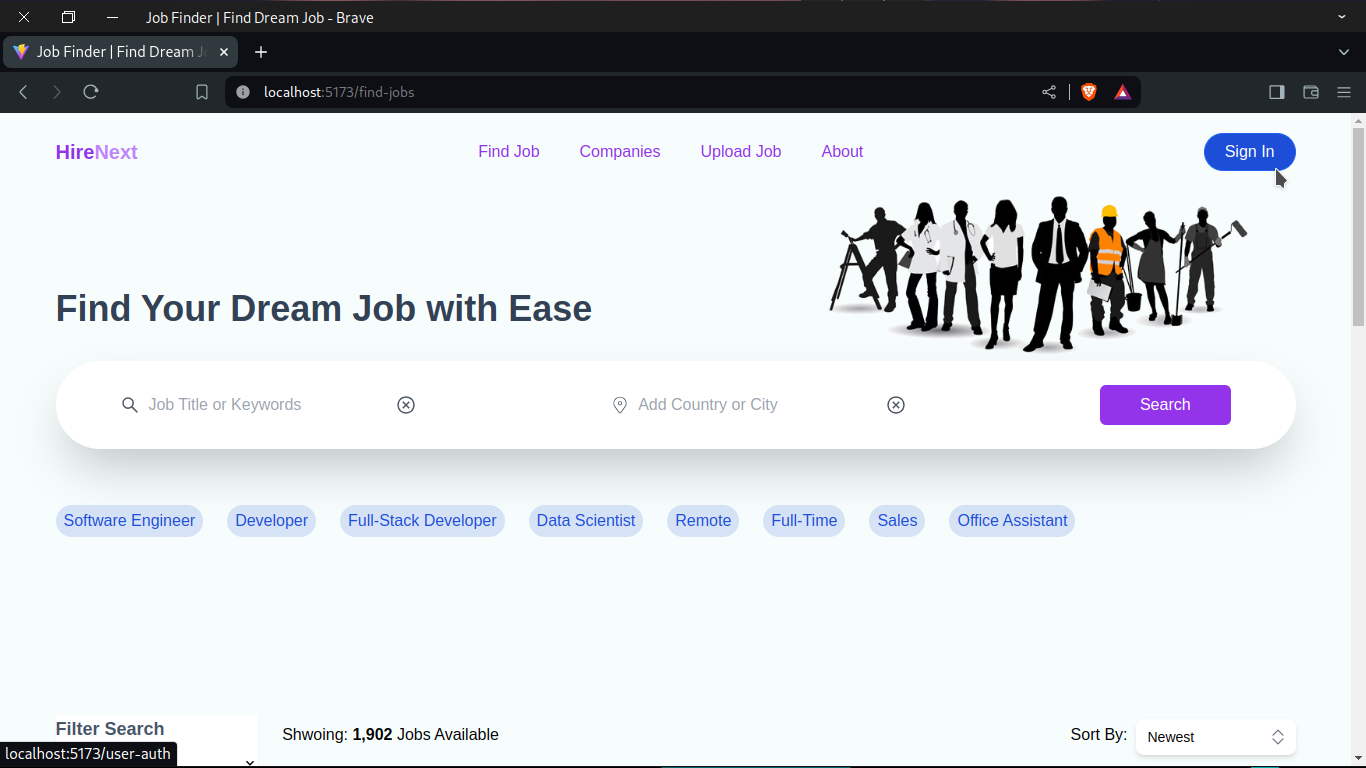 Job Finder | Find Dream Job - Brave
Job Finder | Find Dream
localhost:5173/find-jobs
HireNext
Find Job
Companies
Upload Job
About
Sign In
Find Your Dream Job with Ease
Job Title or Keywords
Add Country or City
Search
Software Engineer
Developer
Full-Stack Developer
Data Scientist
Remote
Full-Time
Sales
Office Assistant
Filter Search
Shwoing: 1,902 Jobs Available
Sort By:
Newest
localhost:5173/user-auth